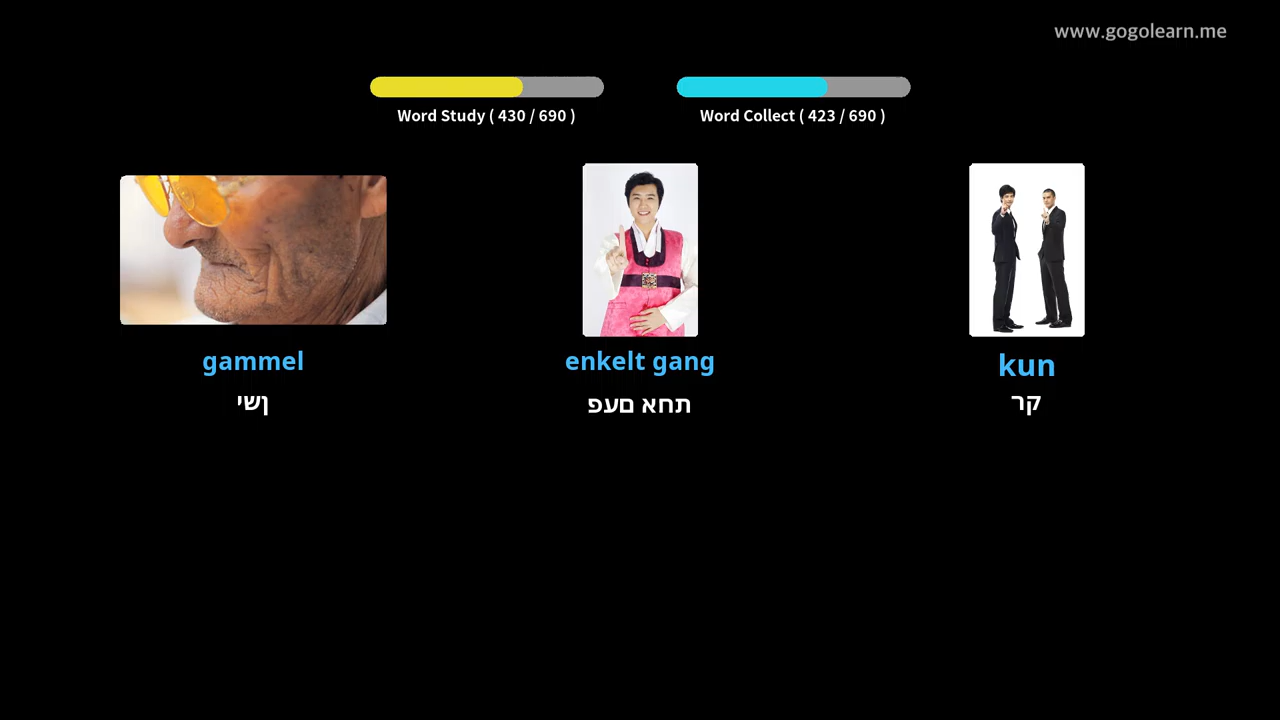 www.gogolearn.me
Word Study ( 430 / 690 )
Word Collect ( 423 / 690 )
gammel
enkelt gang
kun
ישן
פעם אחת
רק